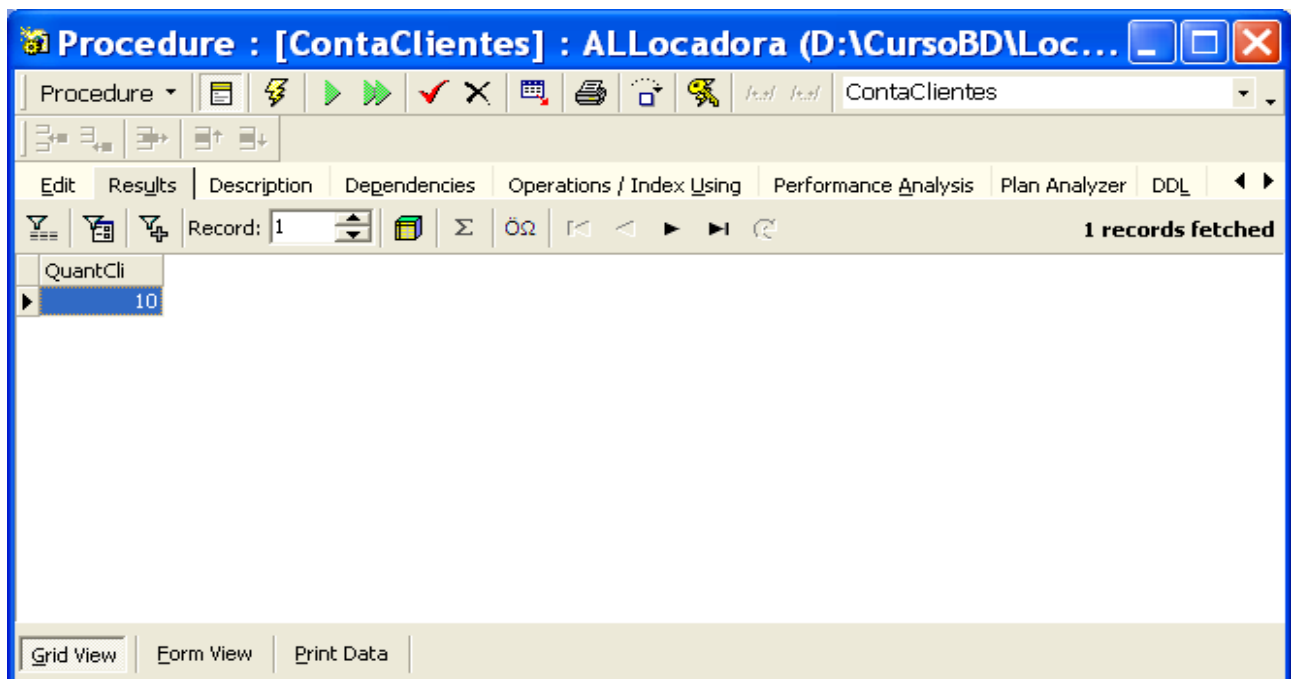 Procedure : [ContaClientes] : ALLocadora (D:\CursoBD\Loc...
Procedure ContaClientes
Edit Results Description Dependencies Operations / Index Using Performance Analysis Plan Analyzer DDL
Record: 1 Σ ÖΩ 1 records fetched
QuantCli
10
Grid View Form View Print Data